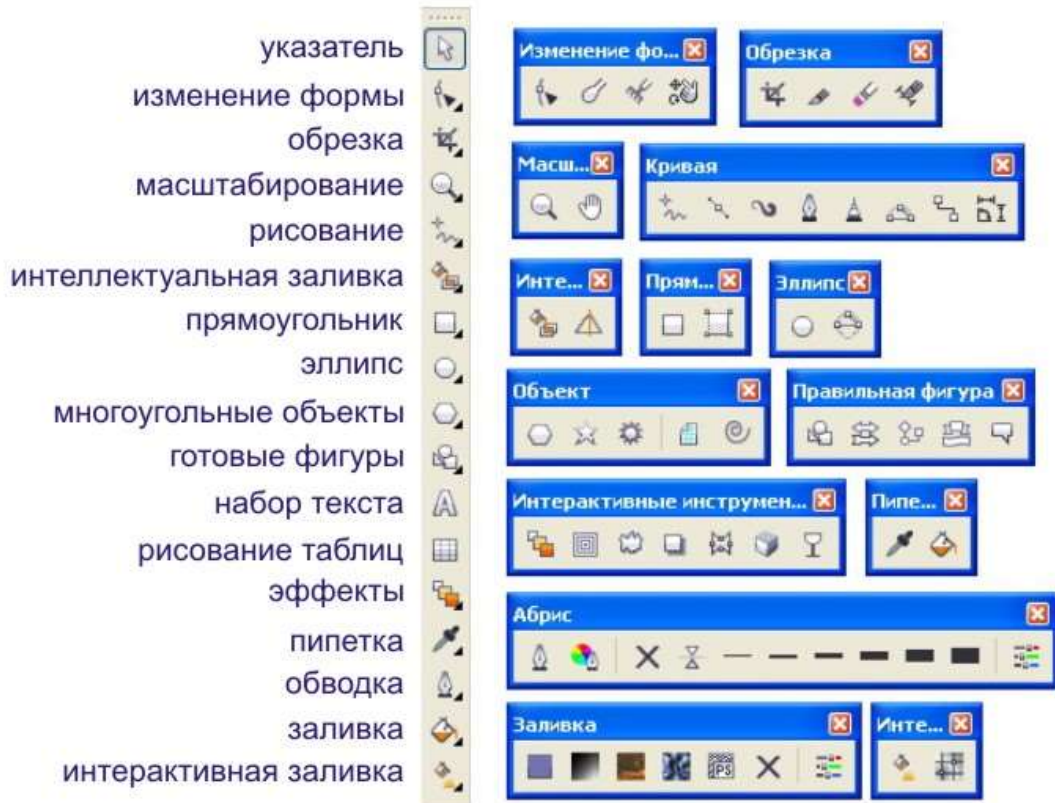 указатель
изменение формы
обрезка
масштабирование
рисование
интеллектуальная заливка
прямоугольник
эллипс
многоугольные объекты
готовые фигуры
набор текста
рисование таблиц
эффекты
пипетка
обводка
заливка
интерактивная заливка
Изменение фо...
Обрезка
Масш...
Кривая
Инте...
Прям...
Эллипс
Объект
Правильная фигура
Интерактивные инструмен...
Пипе...
Абрис
Заливка
PS
Инте...